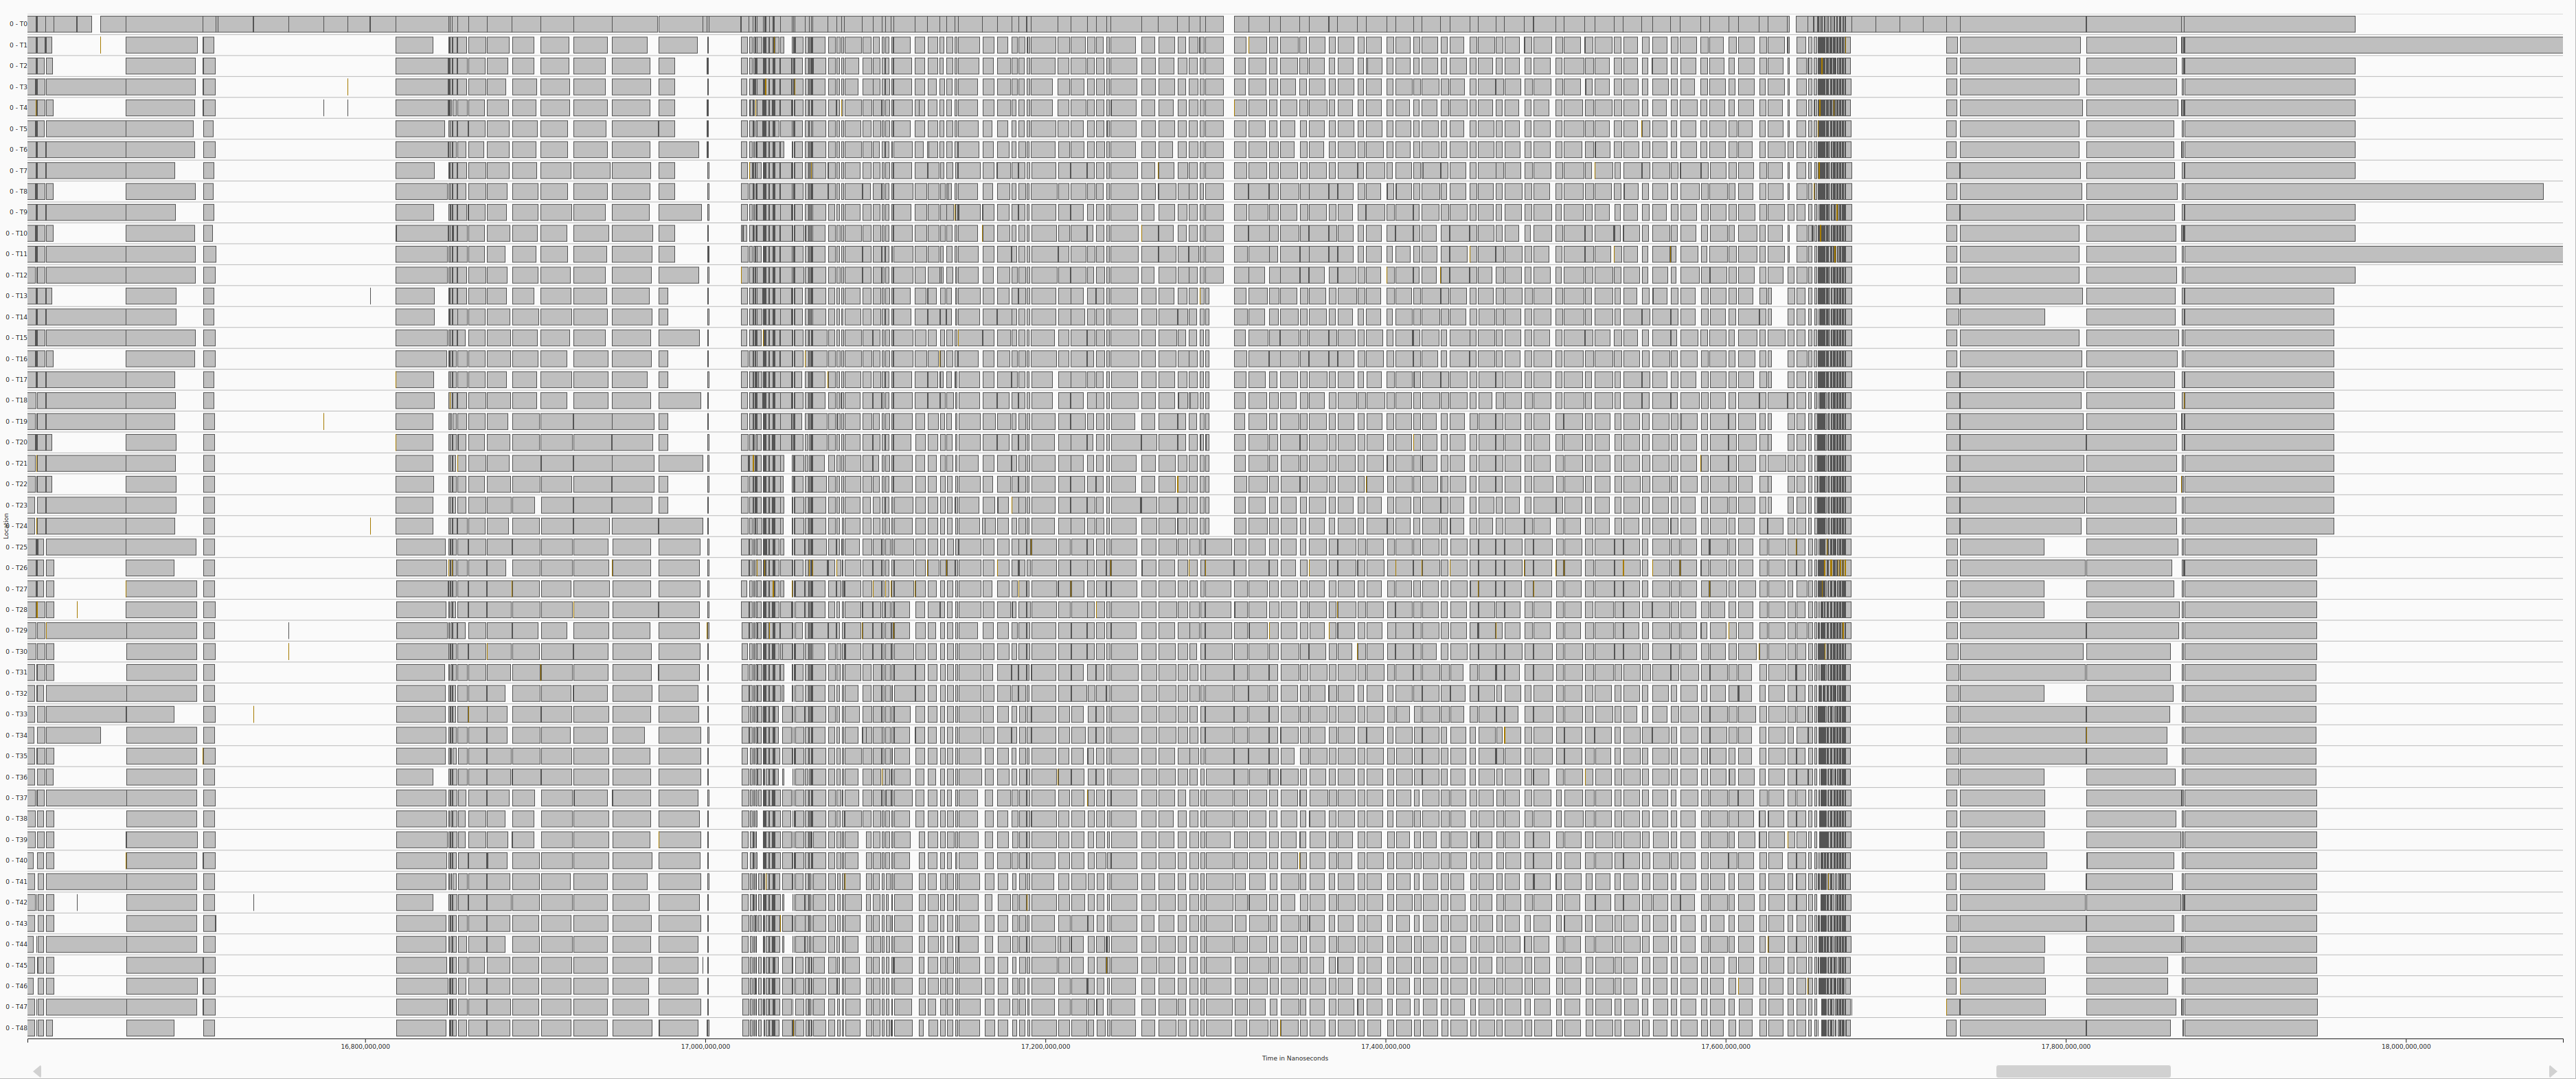 0 - T0
0 - T1
0 - T2
0 - T3
0 - T4
0 - T5
0 - T6
0 - T7
0 - T8
0 - T9
0 - T10
0 - T11
0 - T12
0 - T13
0 - T14
0 - T15
0 - T16
0 - T17
0 - T18
0 - T19
0 - T20
0 - T21
0 - T22
0 - T23
Location
0 - T24
0 - T25
0 - T26
0 - T27
0 - T28
0 - T29
0 - T30
0 - T31
0 - T32
0 - T33
0 - T34
0 - T35
0 - T36
0 - T37
0 - T38
0 - T39
0 - T40
0 - T41
0 - T42
0 - T43
0 - T44
0 - T45
0 - T46
0 - T47
0 - T48
16,800,000,000 17,000,000,000 17,200,000,000 17,400,000,000 17,600,000,000 17,800,000,000 18,000,000,000
Time in Nanoseconds